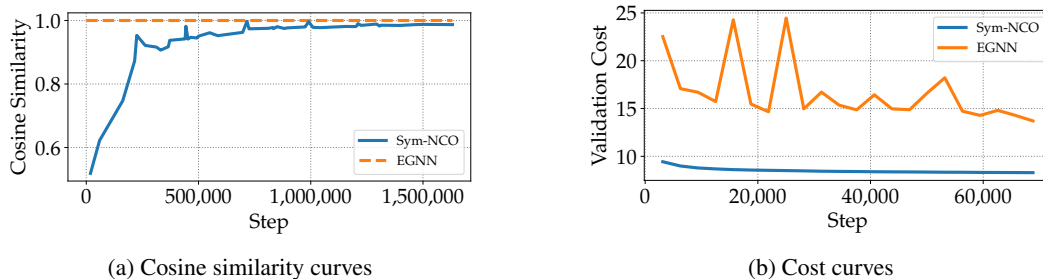 1.0
0.8
0.6
Cosine Similarity
Sym-NCO
EGNN
0
500,000
1,000,000
1,500,000
Step
(a) Cosine similarity curves
25
20
15
10
Validation Cost
Sym-NCO
EGNN
0
20,000
40,000
60,000
Step
(b) Cost curves